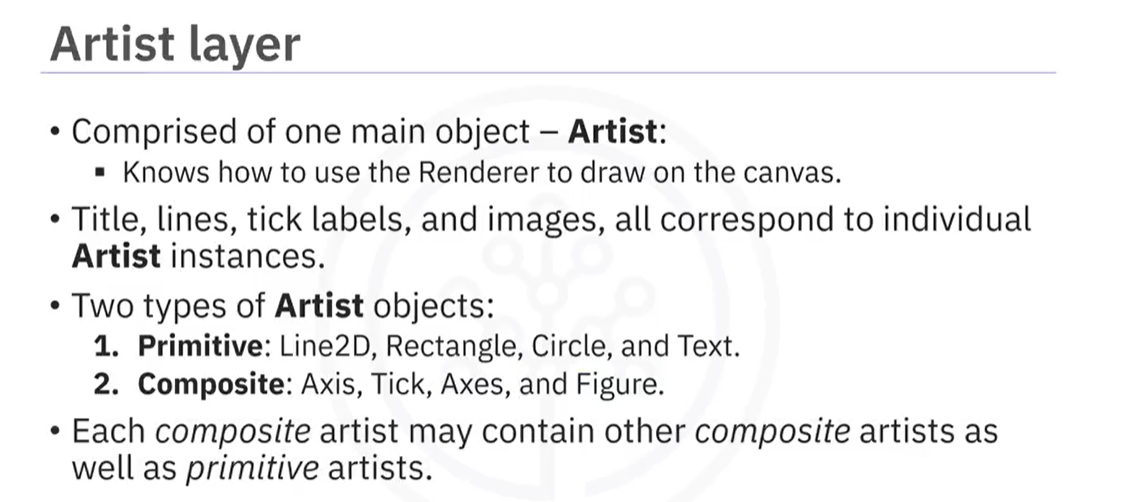 Artist layer
• Comprised of one main object – Artist:
▪ Knows how to use the Renderer to draw on the canvas.
• Title, lines, tick labels, and images, all correspond to individual
Artist instances.
• Two types of Artist objects:
1. Primitive: Line2D, Rectangle, Circle, and Text.
2. Composite: Axis, Tick, Axes, and Figure.
• Each composite artist may contain other composite artists as
well as primitive artists.